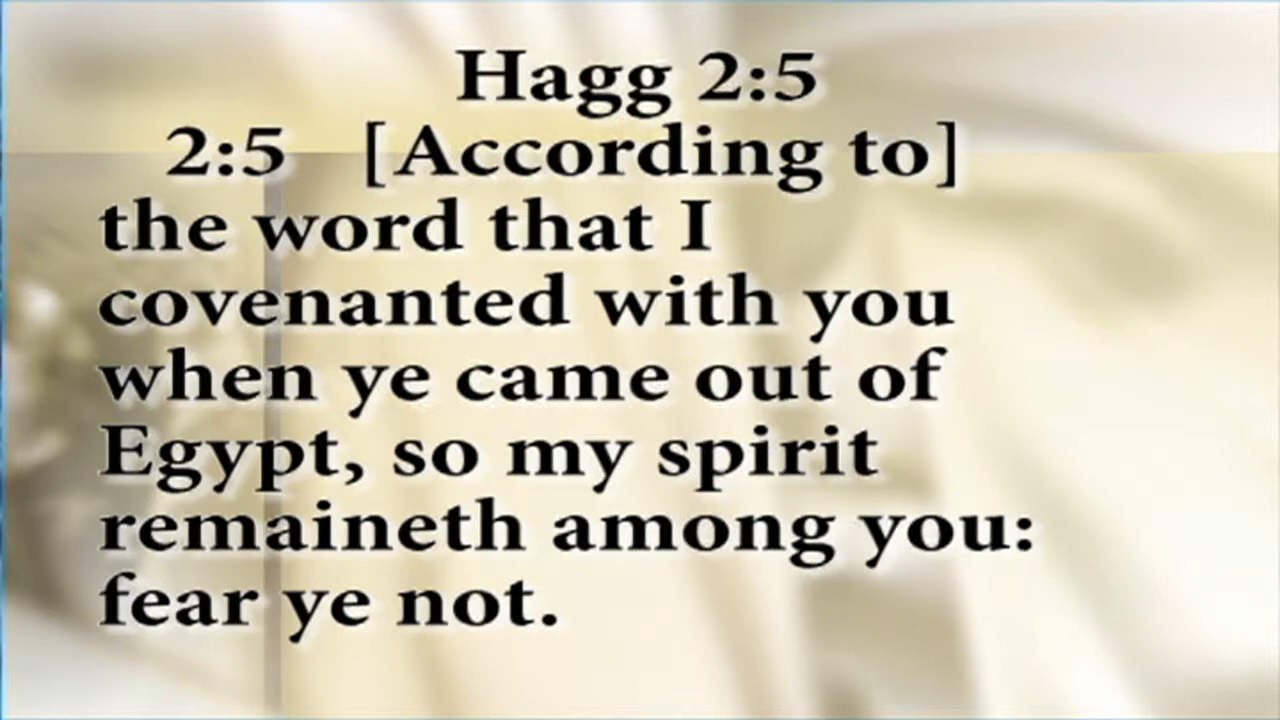 Hagg 2:5
2:5 [According to]
the word that I
covenanted with you
when ye came out of
Egypt, so my spirit
remaineth among you:
fear ye not.